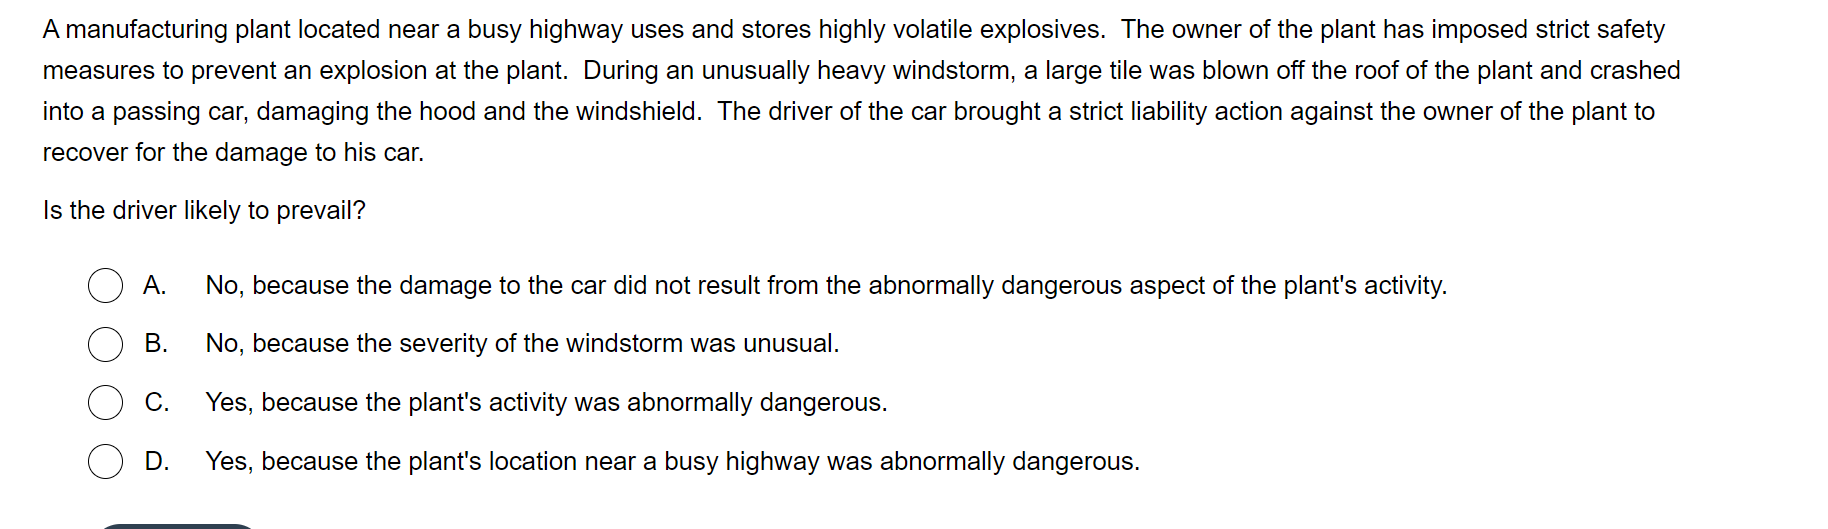 A manufacturing plant located near a busy highway uses and stores highly volatile explosives.  The owner of the plant has imposed strict safety
measures to prevent an explosion at the plant.  During an unusually heavy windstorm, a large tile was blown off the roof of the plant and crashed
into a passing car, damaging the hood and the windshield.  The driver of the car brought a strict liability action against the owner of the plant to
recover for the damage to his car.
Is the driver likely to prevail?
A. No, because the damage to the car did not result from the abnormally dangerous aspect of the plant's activity.
B. No, because the severity of the windstorm was unusual.
C. Yes, because the plant's activity was abnormally dangerous.
D. Yes, because the plant's location near a busy highway was abnormally dangerous.